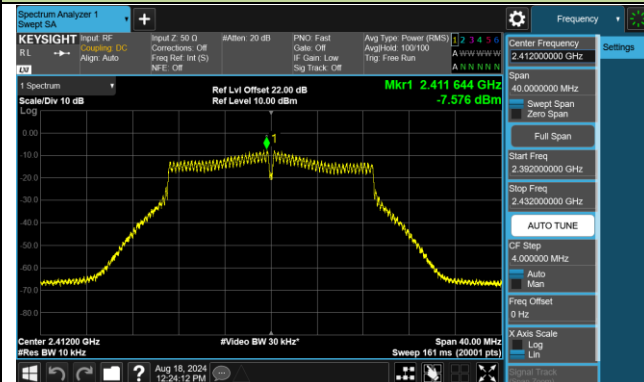 Spectrum Analyzer 1
Swept SA
Frequency
KEYSIGHT
RL
Input: RF
Coupling: DC
Align: Auto
Input Z: 50 Ω
Corrections: Off
Freq Ref: Int (S)
NFE: Off
#Atten: 20 dB
PNO: Fast
Gate: Off
IF Gain: Low
Sig Track: Off
Avg Type: Power (RMS)
Avg|Hold: 100/100
Trig: Free Run
1 2 3 4 5 6
A W W W W W
A N N N N N
Center Frequency
2.412000000 GHz
Settings
Span
40.0000000 MHz
Swept Span
Zero Span
Full Span
Start Freq
2.392000000 GHz
Stop Freq
2.432000000 GHz
AUTO TUNE
CF Step
4.000000 MHz
Auto
Man
Freq Offset
0 Hz
X Axis Scale
Log
Lin
Signal Track
1 Spectrum
Scale/Div 10 dB
Ref Lvl Offset 22.00 dB
Ref Level 10.00 dBm
Mkr1 2.411 644 GHz
-7.576 dBm
Log
0.00
-10.0
-20.0
-30.0
-40.0
-50.0
-60.0
-70.0
-80.0
1
Center 2.41200 GHz
#Res BW 10 kHz
#Video BW 30 kHz*
Span 40.00 MHz
Sweep 161 ms (20001 pts)
Aug 18, 2024
12:24:12 PM